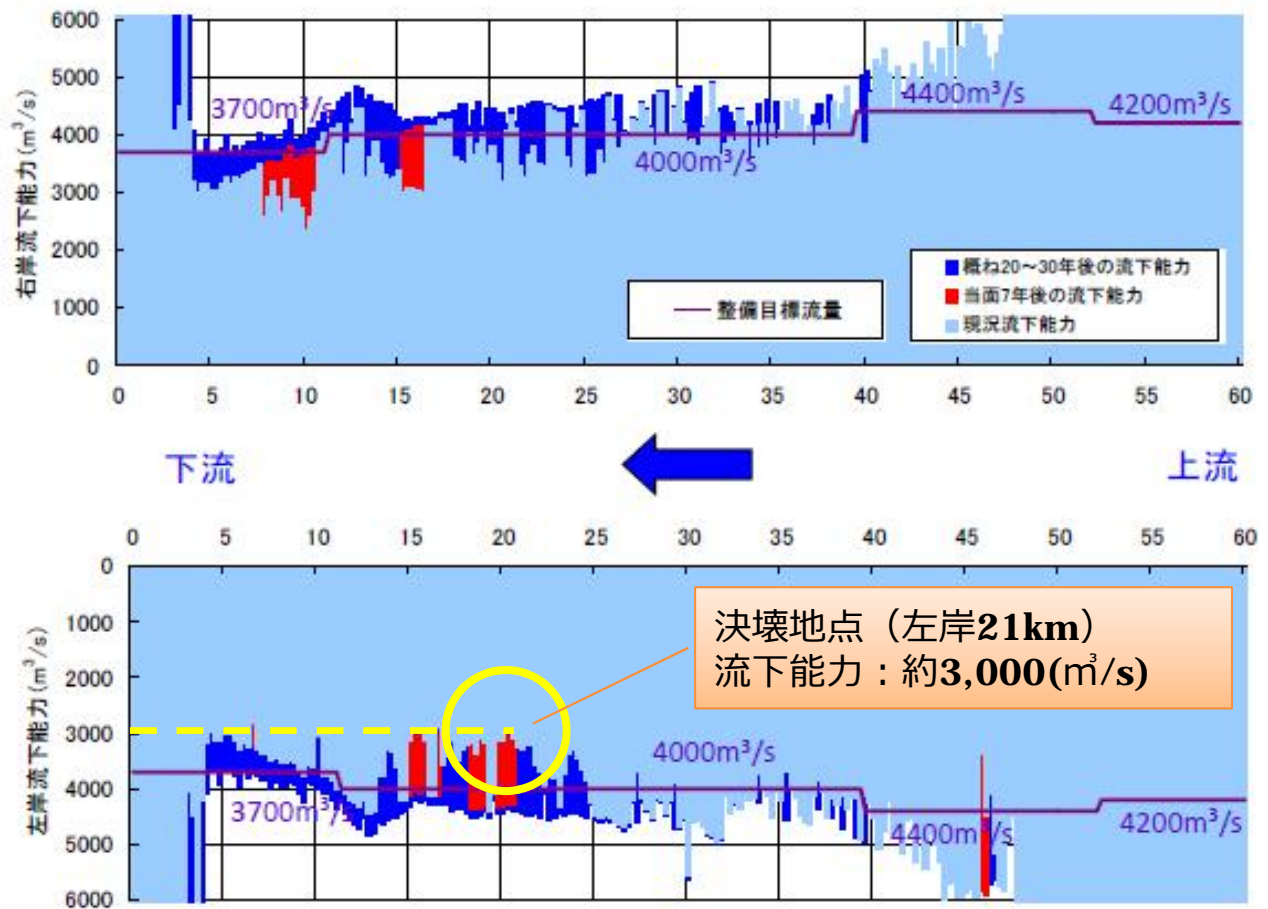 6000
5000
4000
3000
2000
1000
0
右岸流下能力(m³/s)
3700m³/s
4000m³/s
4400m³/s
4200m³/s
整備目標流量
概ね20～30年後の流下能力
当面7年後の流下能力
現況流下能力
0 5 10 15 20 25 30 35 40 45 50 55 60
下流
上流
0 5 10 15 20 25 30 35 40 45 50 55 60
0
1000
2000
3000
4000
5000
6000
左岸流下能力(m³/s)
決壊地点（左岸21km）
流下能力：約3,000(㎥/s)
3700m³/s
4000m³/s
4400m³/s
4200m³/s